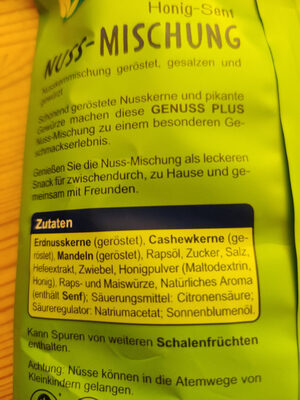 Honig-Senf
NUSS-MISCHUNG
Nusskernmischung geröstet, gesalzen und
gewürzt
Schonend geröstete Nusskerne und pikante
Gewürze machen diese GENUSS PLUS
Nuss-Mischung zu einem besonderen Ge-
schmackserlebnis.
Genießen Sie die Nuss-Mischung als leckeren
Snack für zwischendurch, zu Hause und ge-
meinsam mit Freunden.
Zutaten
Erdnusskerne (geröstet), Cashewkerne (ge-
röstet), Mandeln (geröstet), Rapsöl, Zucker, Salz,
Hefeextrakt, Zwiebel, Honigpulver (Maltodextrin,
Honig), Raps- und Maiswürze, Natürliches Aroma
(enthält Senf); Säuerungsmittel: Citronensäure;
Säureregulator: Natriumacetat; Sonnenblumenöl.
Kann Spuren von weiteren Schalenfrüchten
enthalten.
Achtung: Nüsse können in die Atemwege von
Kleinkindern gelangen.